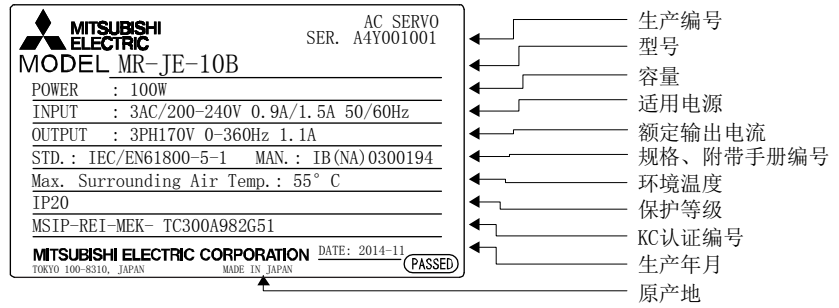 MITSUBISHI
ELECTRIC
AC SERVO
SER. A4Y001001
MODEL MR-JE-10B
POWER : 100W
INPUT : 3AC/200-240V 0.9A/1.5A 50/60Hz
OUTPUT : 3PH170V 0-360Hz 1.1A
STD.: IEC/EN61800-5-1 MAN.: IB(NA)0300194
Max. Surrounding Air Temp.: 55° C
IP20
MSIP-REI-MEK- TC300A982G51
MITSUBISHI ELECTRIC CORPORATION DATE: 2014-11
TOKYO 100-8310, JAPAN MADE IN JAPAN
PASSED
生产编号
型号
容量
适用电源
额定输出电流
规格、附带手册编号
环境温度
保护等级
KC认证编号
生产年月
原产地